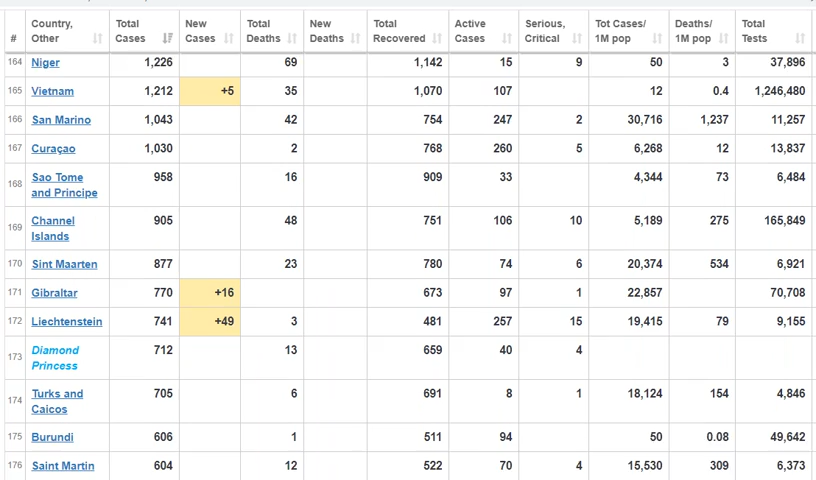 # Country, Other Total Cases New Cases Total Deaths New Deaths Total Recovered Active Cases Serious, Critical Tot Cases/ 1M pop Deaths/ 1M pop Total Tests
164 Niger 1,226 69 1,142 15 9 50 3 37,896
165 Vietnam 1,212 +5 35 1,070 107 12 0.4 1,246,480
166 San Marino 1,043 42 754 247 2 30,716 1,237 11,257
167 Curaçao 1,030 2 768 260 5 6,268 12 13,837
168 Sao Tome and Principe 958 16 909 33 4,344 73 6,484
169 Channel Islands 905 48 751 106 10 5,189 275 165,849
170 Sint Maarten 877 23 780 74 6 20,374 534 6,921
171 Gibraltar 770 +16 673 97 1 22,857 70,708
172 Liechtenstein 741 +49 3 481 257 15 19,415 79 9,155
173 Diamond Princess 712 13 659 40 4
174 Turks and Caicos 705 6 691 8 1 18,124 154 4,846
175 Burundi 606 1 511 94 50 0.08 49,642
176 Saint Martin 604 12 522 70 4 15,530 309 6,373